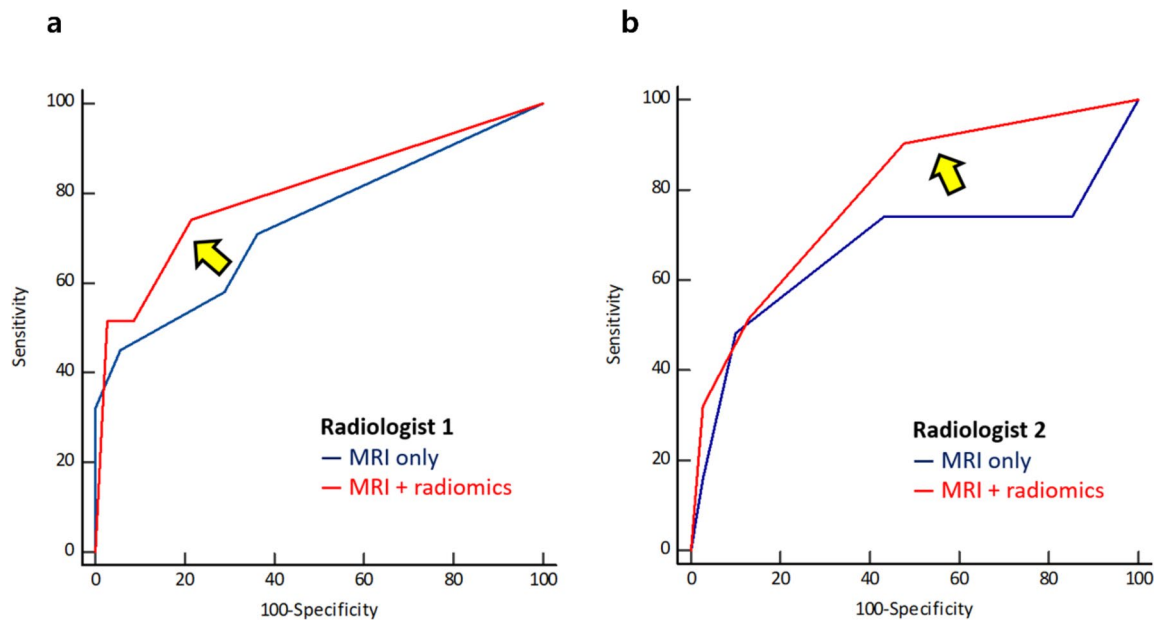 a
100
80
60
40
20
0
Sensitivity
Radiologist 1
MRI only
MRI + radiomics
0 20 40 60 80 100
100-Specificity
b
100
80
60
40
20
0
Sensitivity
Radiologist 2
MRI only
MRI + radiomics
0 20 40 60 80 100
100-Specificity